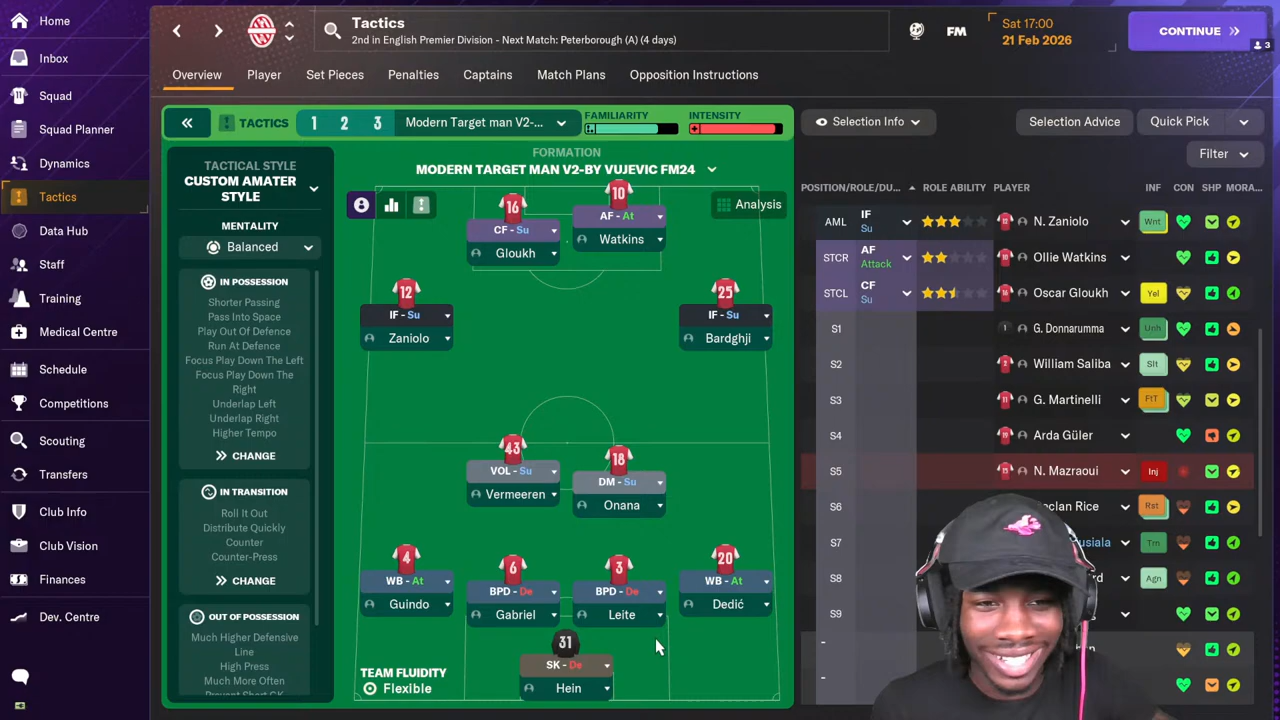 Home
Inbox
Squad
Squad Planner
Dynamics
Tactics
Data Hub
Staff
Training
Medical Centre
Schedule
Competitions
Scouting
Transfers
Club Info
Club Vision
Finances
Dev. Centre
Tactics
2nd in English Premier Division - Next Match: Peterborough (A) (4 days)
FM
Sat 17:00
21 Feb 2026
CONTINUE
3
Overview
Player
Set Pieces
Penalties
Captains
Match Plans
Opposition Instructions
TACTICS
1 2 3
Modern Target man V2-...
FAMILIARITY
INTENSITY
TACTICAL STYLE
CUSTOM AMATER
STYLE
MENTALITY
Balanced
IN POSSESSION
Shorter Passing
Pass Into Space
Play Out Of Defence
Run At Defence
Focus Play Down The Left
Focus Play Down The
Right
Underlap Left
Underlap Right
Higher Tempo
CHANGE
IN TRANSITION
Roll It Out
Distribute Quickly
Counter
Counter-Press
CHANGE
OUT OF POSSESSION
Much Higher Defensive
Line
High Press
Much More Often
Prevent Short GK
FORMATION
MODERN TARGET MAN V2-BY VUJEVIC FM24
Analysis
16
CF - Su
Gloukh
10
AF - At
Watkins
12
IF - Su
Zaniolo
25
IF - Su
Bardghji
43
VOL - Su
Vermeeren
18
DM - Su
Onana
4
WB - At
Guindo
6
BPD - De
Gabriel
3
BPD - De
Leite
20
WB - At
Dedić
31
SK - De
Hein
TEAM FLUIDITY
Flexible
Selection Info
Selection Advice
Quick Pick
Filter
POSITION/ROLE/DU... ROLE ABILITY PLAYER INF CON SHP MORA...
AML IF Su N. Zaniolo Wnt
STCR AF Attack Ollie Watkins
STCL CF Su Oscar Gloukh Yel
S1 G. Donnarumma Unh
S2 William Saliba Slt
S3 G. Martinelli FtT
S4 Arda Güler
S5 N. Mazraoui Inj
S6 Rice Rst
S7 usiala Trn
S8 Agn
S9
-
-